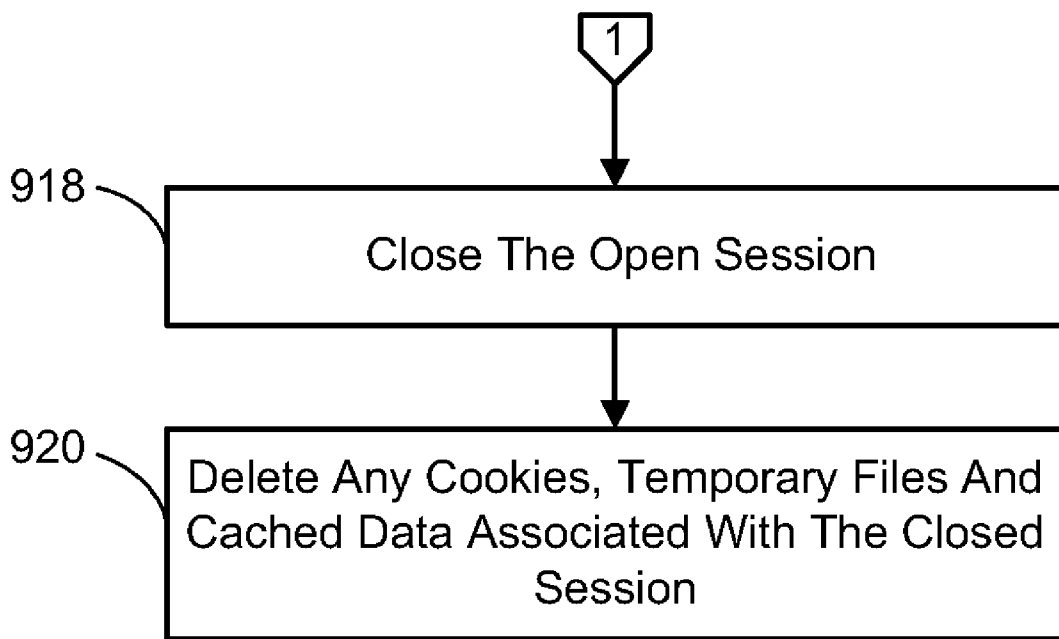 1
918
Close The Open Session
920
Delete Any Cookies, Temporary Files And
Cached Data Associated With The Closed
Session